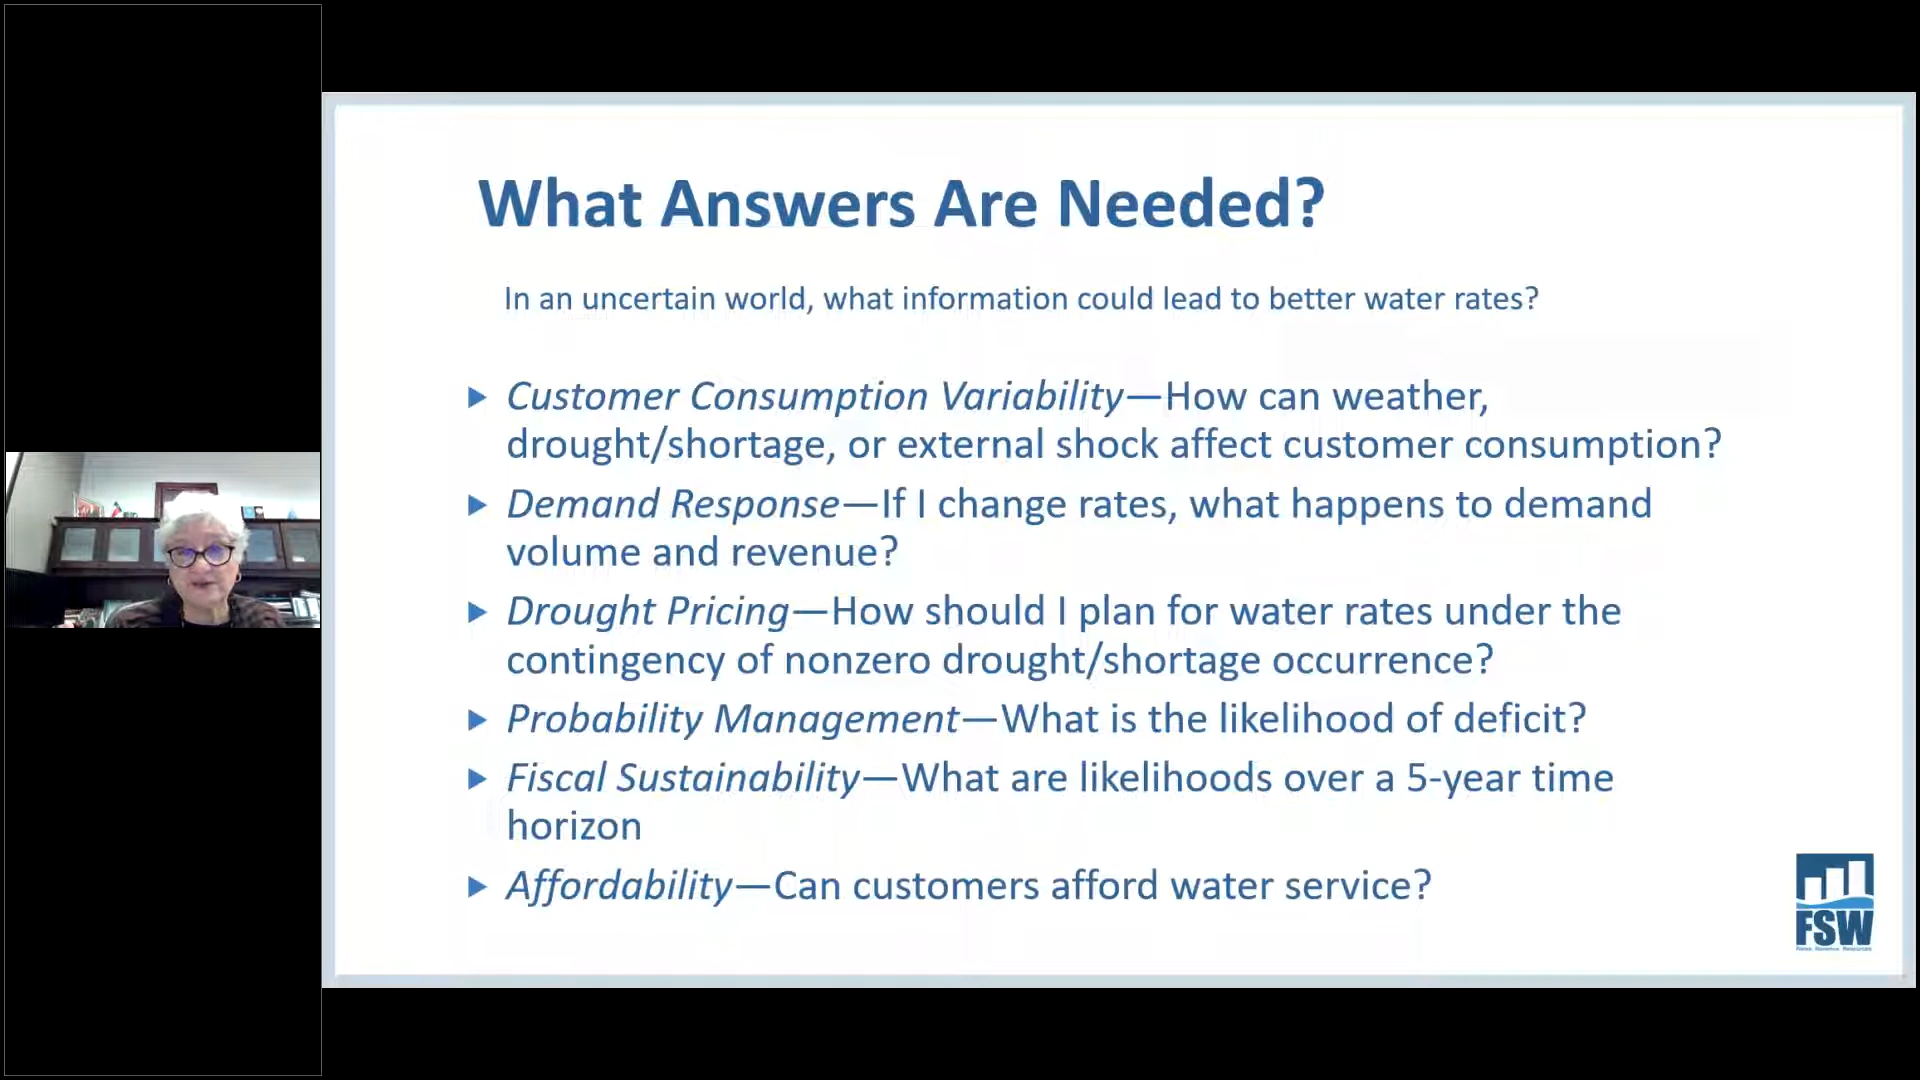 What Answers Are Needed?
In an uncertain world, what information could lead to better water rates?
Customer Consumption Variability—How can weather,
drought/shortage, or external shock affect customer consumption?
Demand Response—If I change rates, what happens to demand
volume and revenue?
Drought Pricing—How should I plan for water rates under the
contingency of nonzero drought/shortage occurrence?
Probability Management—What is the likelihood of deficit?
Fiscal Sustainability—What are likelihoods over a 5-year time
horizon
Affordability—Can customers afford water service?
FSW